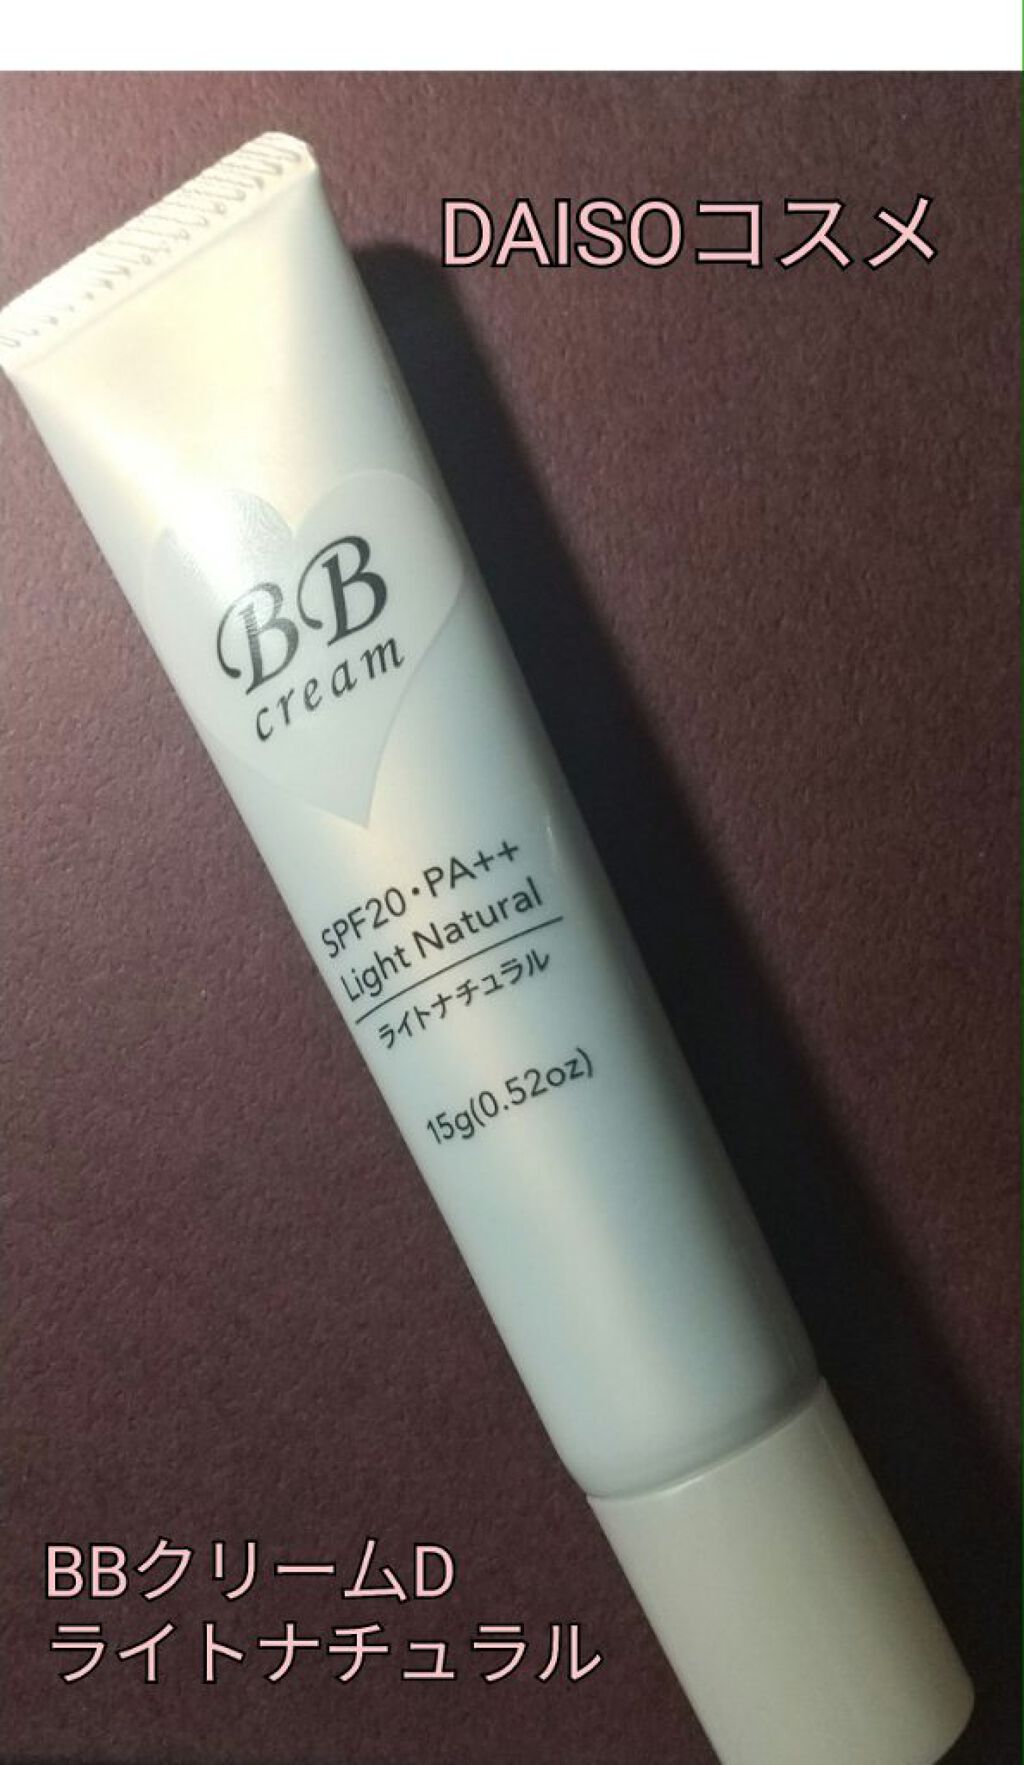 DAISOコスメ
BB
cream
SPF20・PA++
Light Natural
ライトナチュラル
15g(0.52oz)
BBクリームD
ライトナチュラル